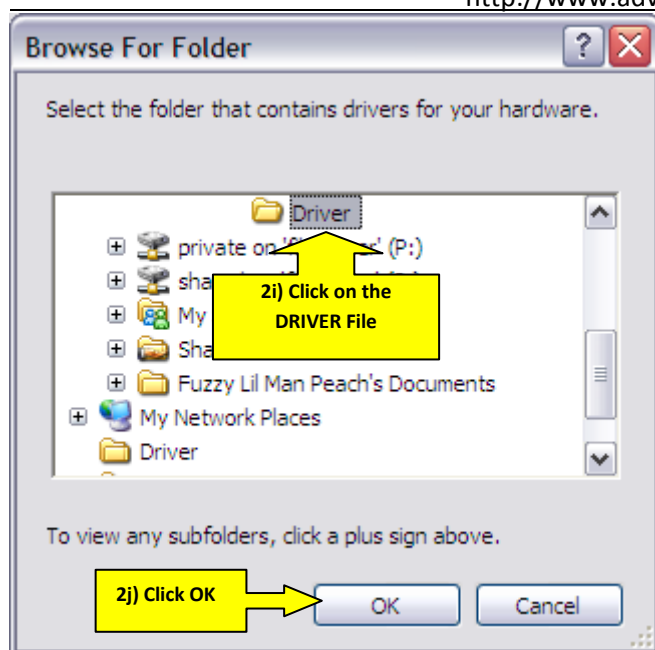 http://www.adv
Browse For Folder
Select the folder that contains drivers for your hardware.
Driver
private on 'fi er' (P:)
2i) Click on the
DRIVER File
My
Fuzzy Lil Man Peach's Documents
My Network Places
Driver
To view any subfolders, click a plus sign above.
2j) Click OK
OK Cancel